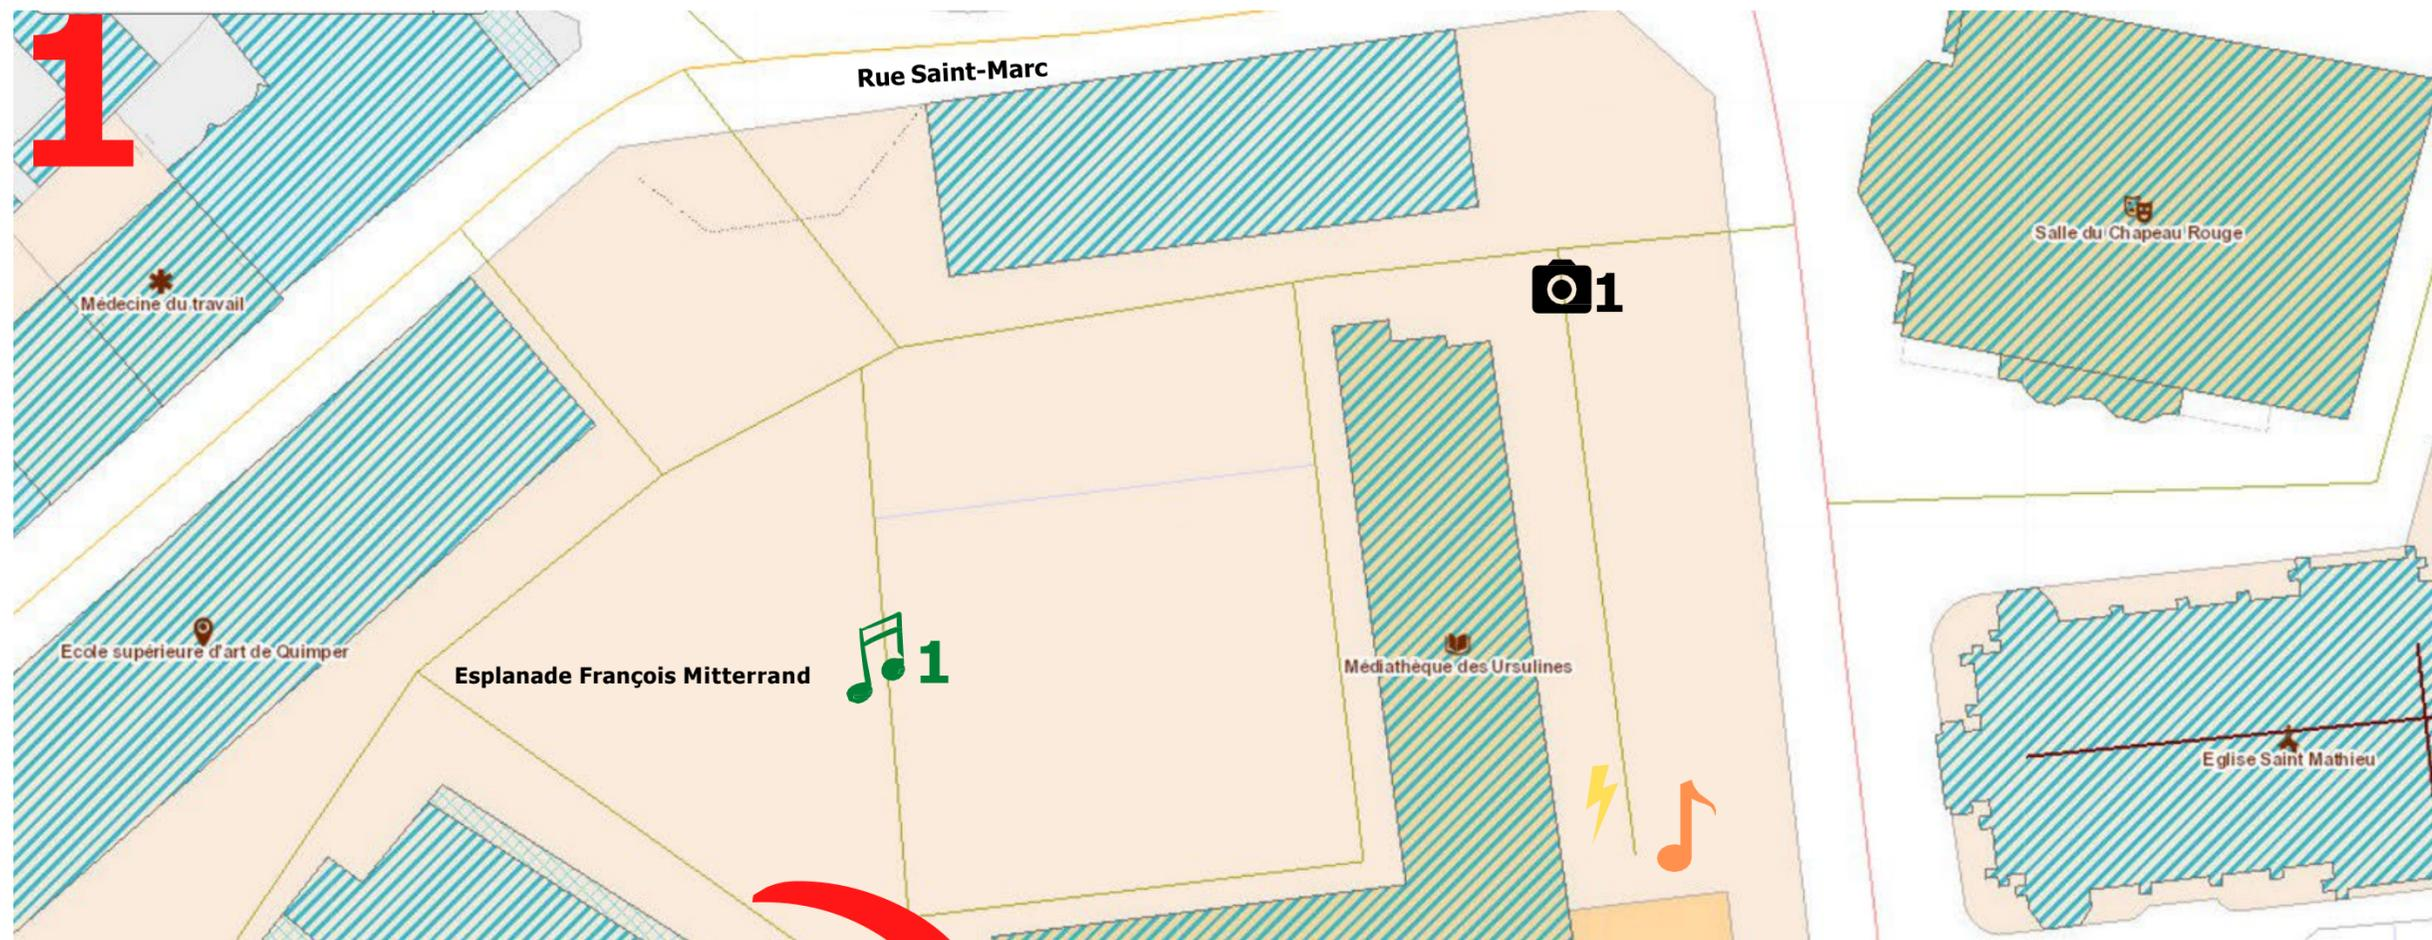 1
Rue Saint-Marc
Salle du Chapeau Rouge
Médecine du travail
1
Ecole supérieure d'art de Quimper
Esplanade François Mitterrand
1
Médiathèque des Ursulines
Eglise Saint Mathieu